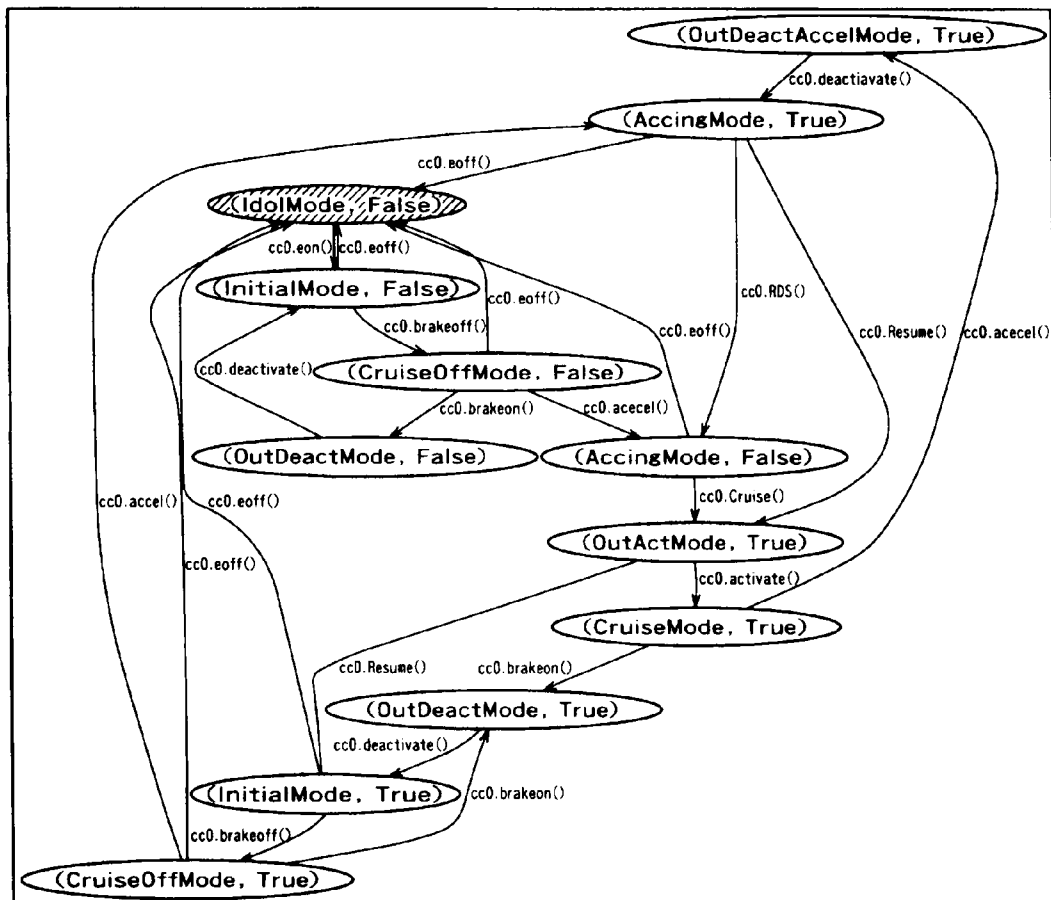 (OutDeactAccelMode, True)
cc0.deactiavate()
(AccingMode, True)
cc0.eoff()
(IdolMode, False)
cc0.eon()
cc0.eoff()
(InitialMode, False)
cc0.eoff()
cc0.RDS()
cc0.brakeoff()
cc0.eoff()
cc0.Resume()
cc0.acecel()
cc0.deactivate()
(CruiseOffMode, False)
cc0.brakeon()
cc0.acecel()
(OutDeactMode, False)
(AccingMode, False)
cc0.accel()
cc0.eoff()
cc0.Cruise()
(OutActMode, True)
cc0.eoff()
cc0.activate()
(CruiseMode, True)
cc0.Resume()
cc0.brakeon()
(OutDeactMode, True)
cc0.deactivate()
(InitialMode, True)
cc0.brakeon()
cc0.brakeoff()
(CruiseOffMode, True)